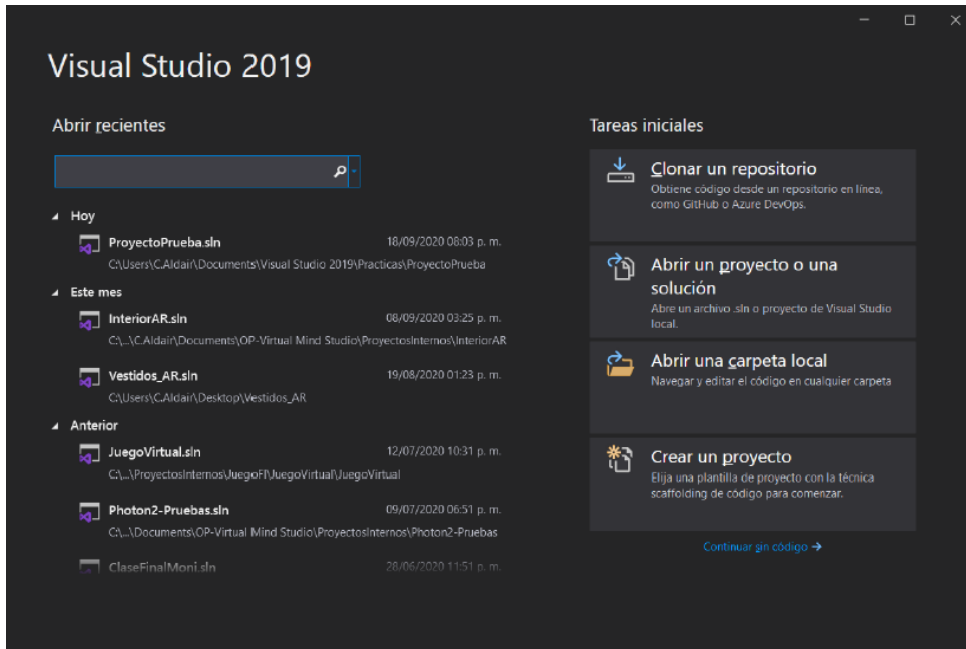 Visual Studio 2019
Abrir recientes
Hoy
ProyectoPrueba.sln 18/09/2020 08:03 p. m.
C:\Users\C.Aldair\Documents\Visual Studio 2019\Practicas\ProyectoPrueba
Este mes
InteriorAR.sln 08/09/2020 03:25 p. m.
C:\...\C.Aldair\Documents\OP-Virtual Mind Studio\ProyectosInternos\InteriorAR
Vestidos_AR.sln 19/08/2020 01:23 p. m.
C:\Users\C.Aldair\Desktop\Vestidos_AR
Anterior
JuegoVirtual.sln 12/07/2020 10:31 p. m.
C:\...\ProyectosInternos\JuegoFI\JuegoVirtual\JuegoVirtual
Photon2-Pruebas.sln 09/07/2020 06:51 p. m.
C:\...\Documents\OP-Virtual Mind Studio\ProyectosInternos\Photon2-Pruebas
ClaseFinalMoni.sln 28/06/2020 11:51 p. m.
Tareas iniciales
Clonar un repositorio
Obtiene código desde un repositorio en línea,
como GitHub o Azure DevOps.
Abrir un proyecto o una
solución
Abre un archivo .sln o proyecto de Visual Studio
local.
Abrir una carpeta local
Navegar y editar el código en cualquier carpeta
Crear un proyecto
Elija una plantilla de proyecto con la técnica
scaffolding de código para comenzar.
Continuar sin código →